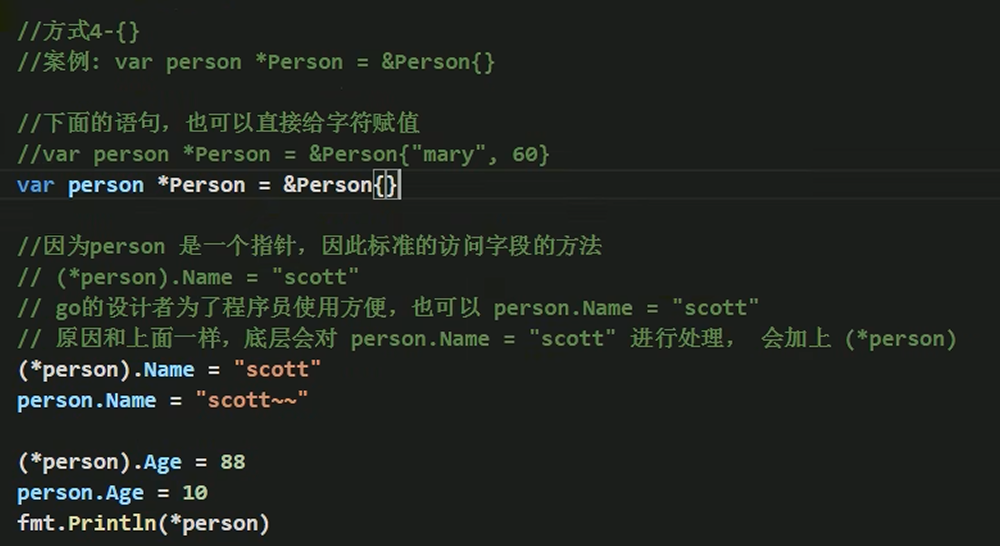 //方式4-{}
//案例: var person *Person = &Person{}
//下面的语句，也可以直接给字符赋值
//var person *Person = &Person{"mary", 60}
var person *Person = &Person{}
//因为person 是一个指针，因此标准的访问字段的方法
// (*person).Name = "scott"
// go的设计者为了程序员使用方便，也可以 person.Name = "scott"
// 原因和上面一样，底层会对 person.Name = "scott" 进行处理， 会加上 (*person)
(*person).Name = "scott"
person.Name = "scott~~"
(*person).Age = 88
person.Age = 10
fmt.Println(*person)